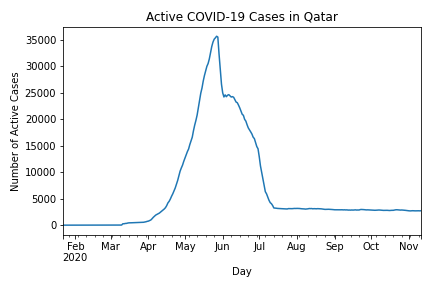 Active COVID-19 Cases in Qatar
Number of Active Cases
35000
30000
25000
20000
15000
10000
5000
0
Feb Mar Apr May Jun Jul Aug Sep Oct Nov
2020
Day